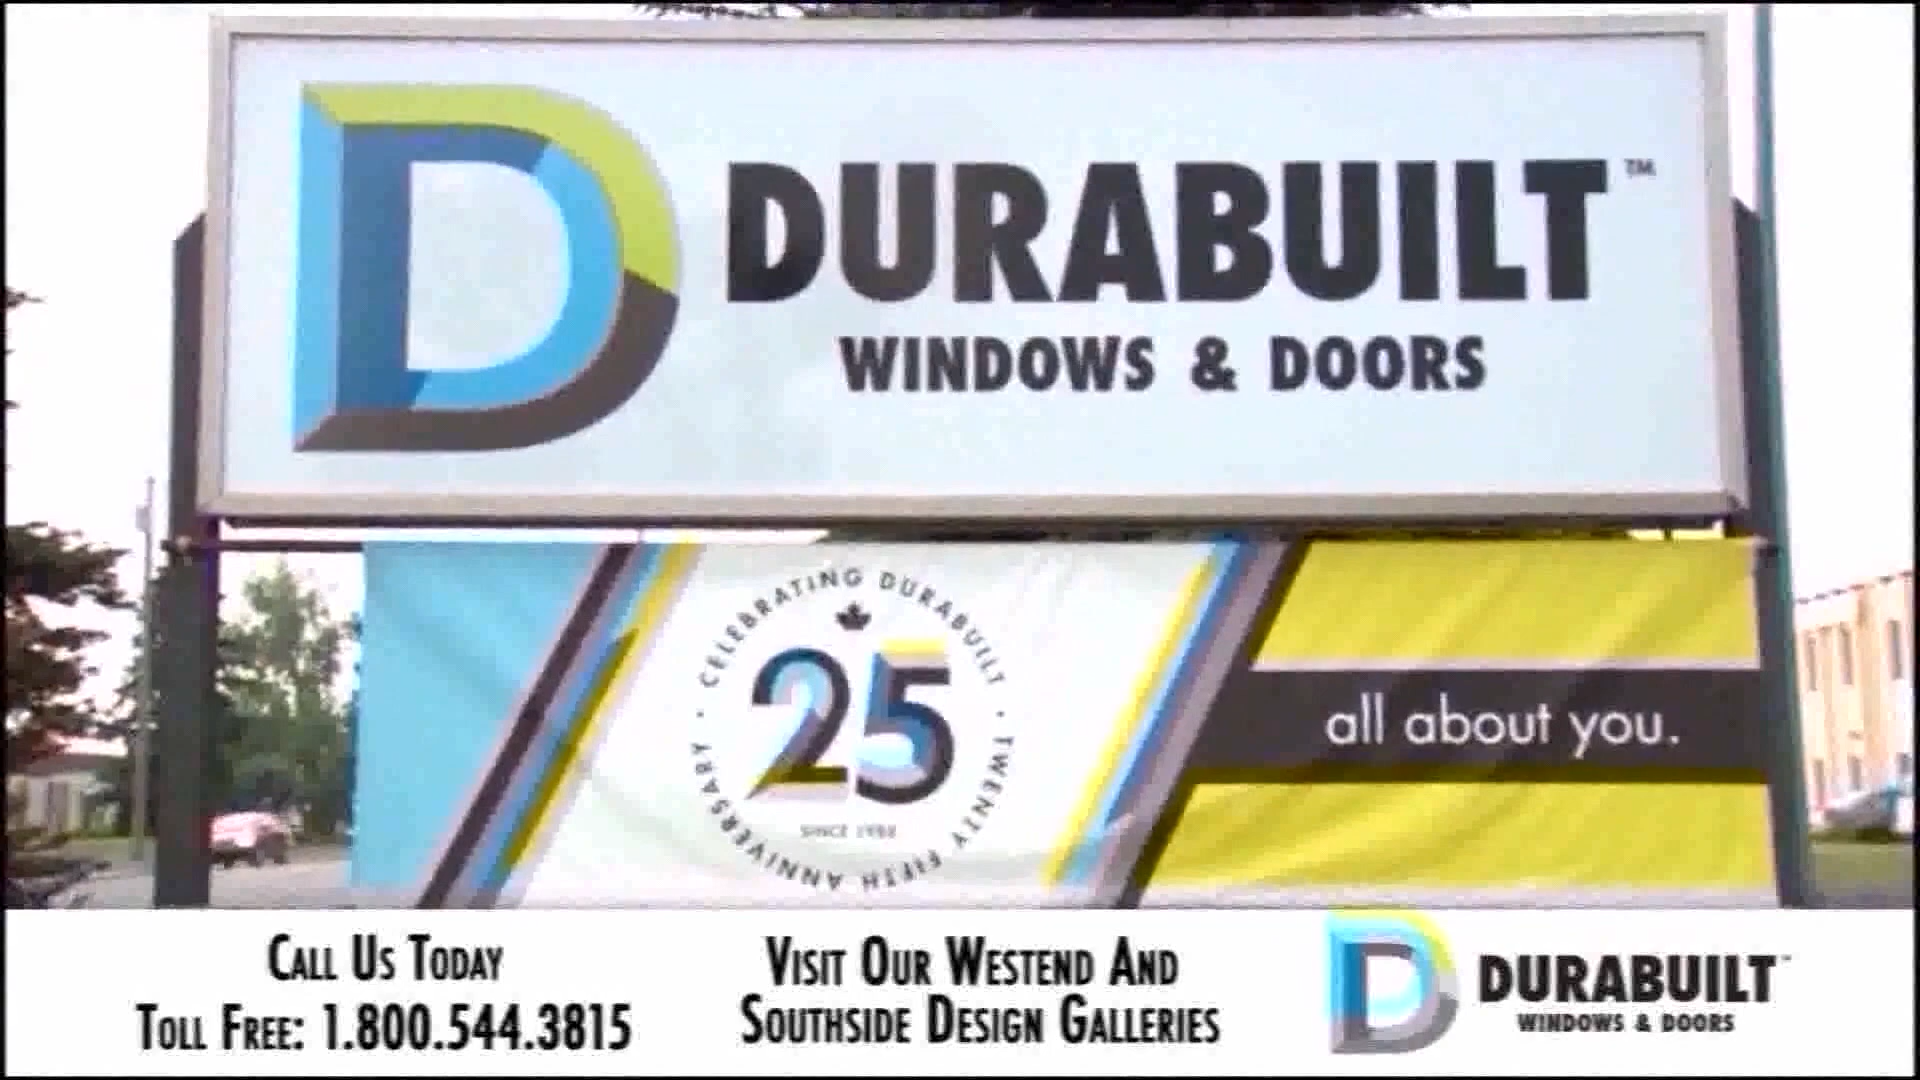 DURABUILT™
WINDOWS & DOORS
CELEBRATING DURABUILT • TWENTY FIFTH ANNIVERSARY •
25
SINCE 1988
all about you.
CALL US TODAY
TOLL FREE: 1.800.544.3815
VISIT OUR WESTEND AND
SOUTHSIDE DESIGN GALLERIES
DURABUILT™
WINDOWS & DOORS